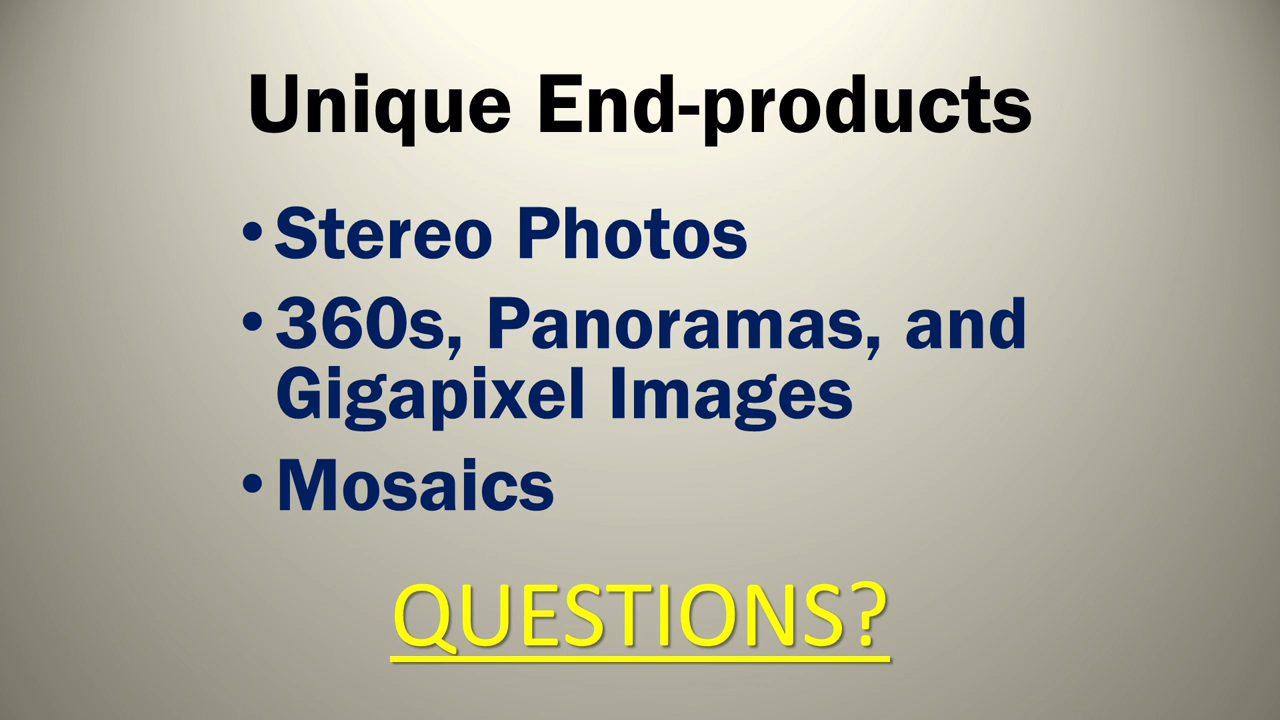 Unique End-products
•Stereo Photos
•360s, Panoramas, and
Gigapixel Images
•Mosaics
QUESTIONS?